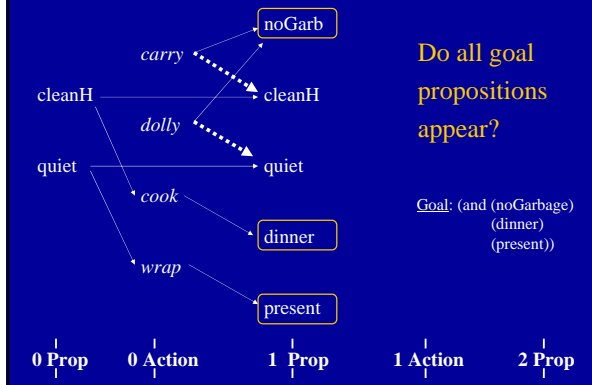 noGarb
carry
Do all goal
propositions
appear?
cleanH
cleanH
dolly
quiet
quiet
cook
Goal: (and (noGarbage)
(dinner)
(present))
dinner
wrap
present
0 Prop 0 Action 1 Prop 1 Action 2 Prop